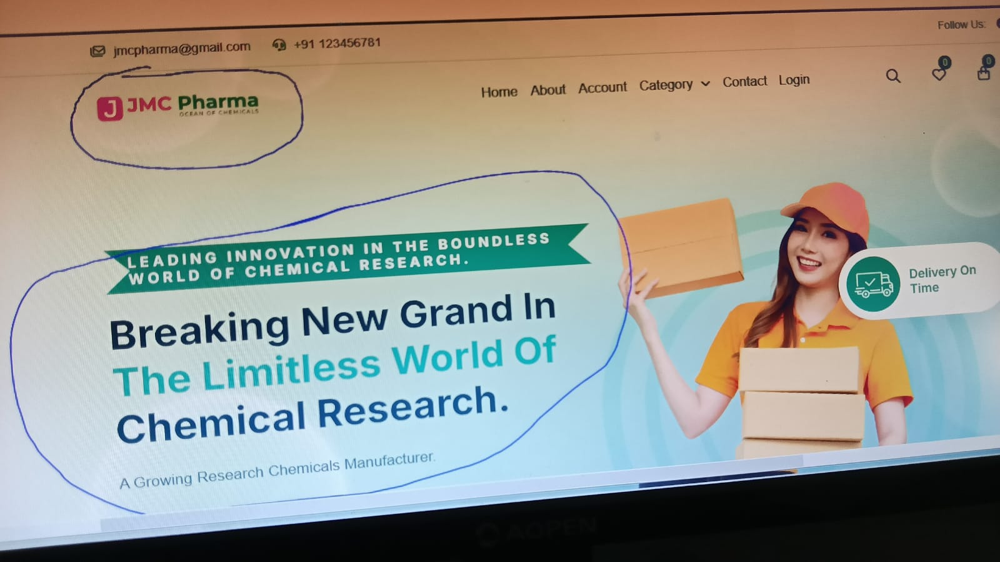 Follow Us:
jmcpharma@gmail.com +91 123456781
Home About Account Category Contact Login
0 0
J JMC Pharma
OCEAN OF CHEMICALS
LEADING INNOVATION IN THE BOUNDLESS
WORLD OF CHEMICAL RESEARCH.
Breaking New Grand In
The Limitless World Of
Chemical Research.
A Growing Research Chemicals Manufacturer.
Delivery On
Time
AOPEN